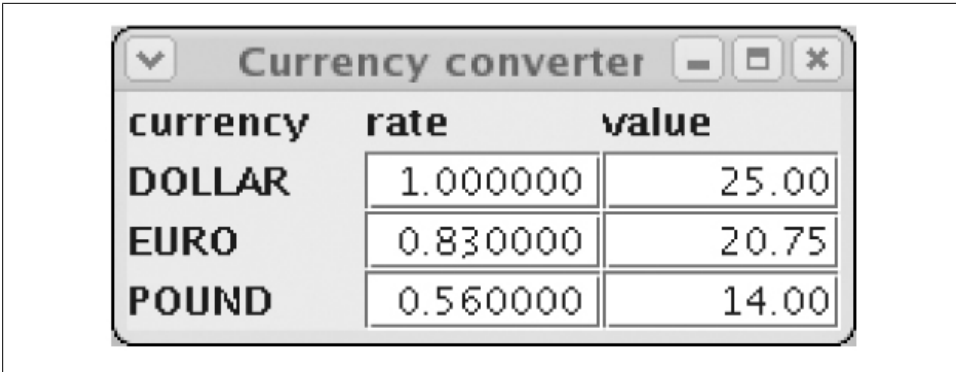 Currency converter
currency rate value
DOLLAR 1.000000 25.00
EURO 0.830000 20.75
POUND 0.560000 14.00